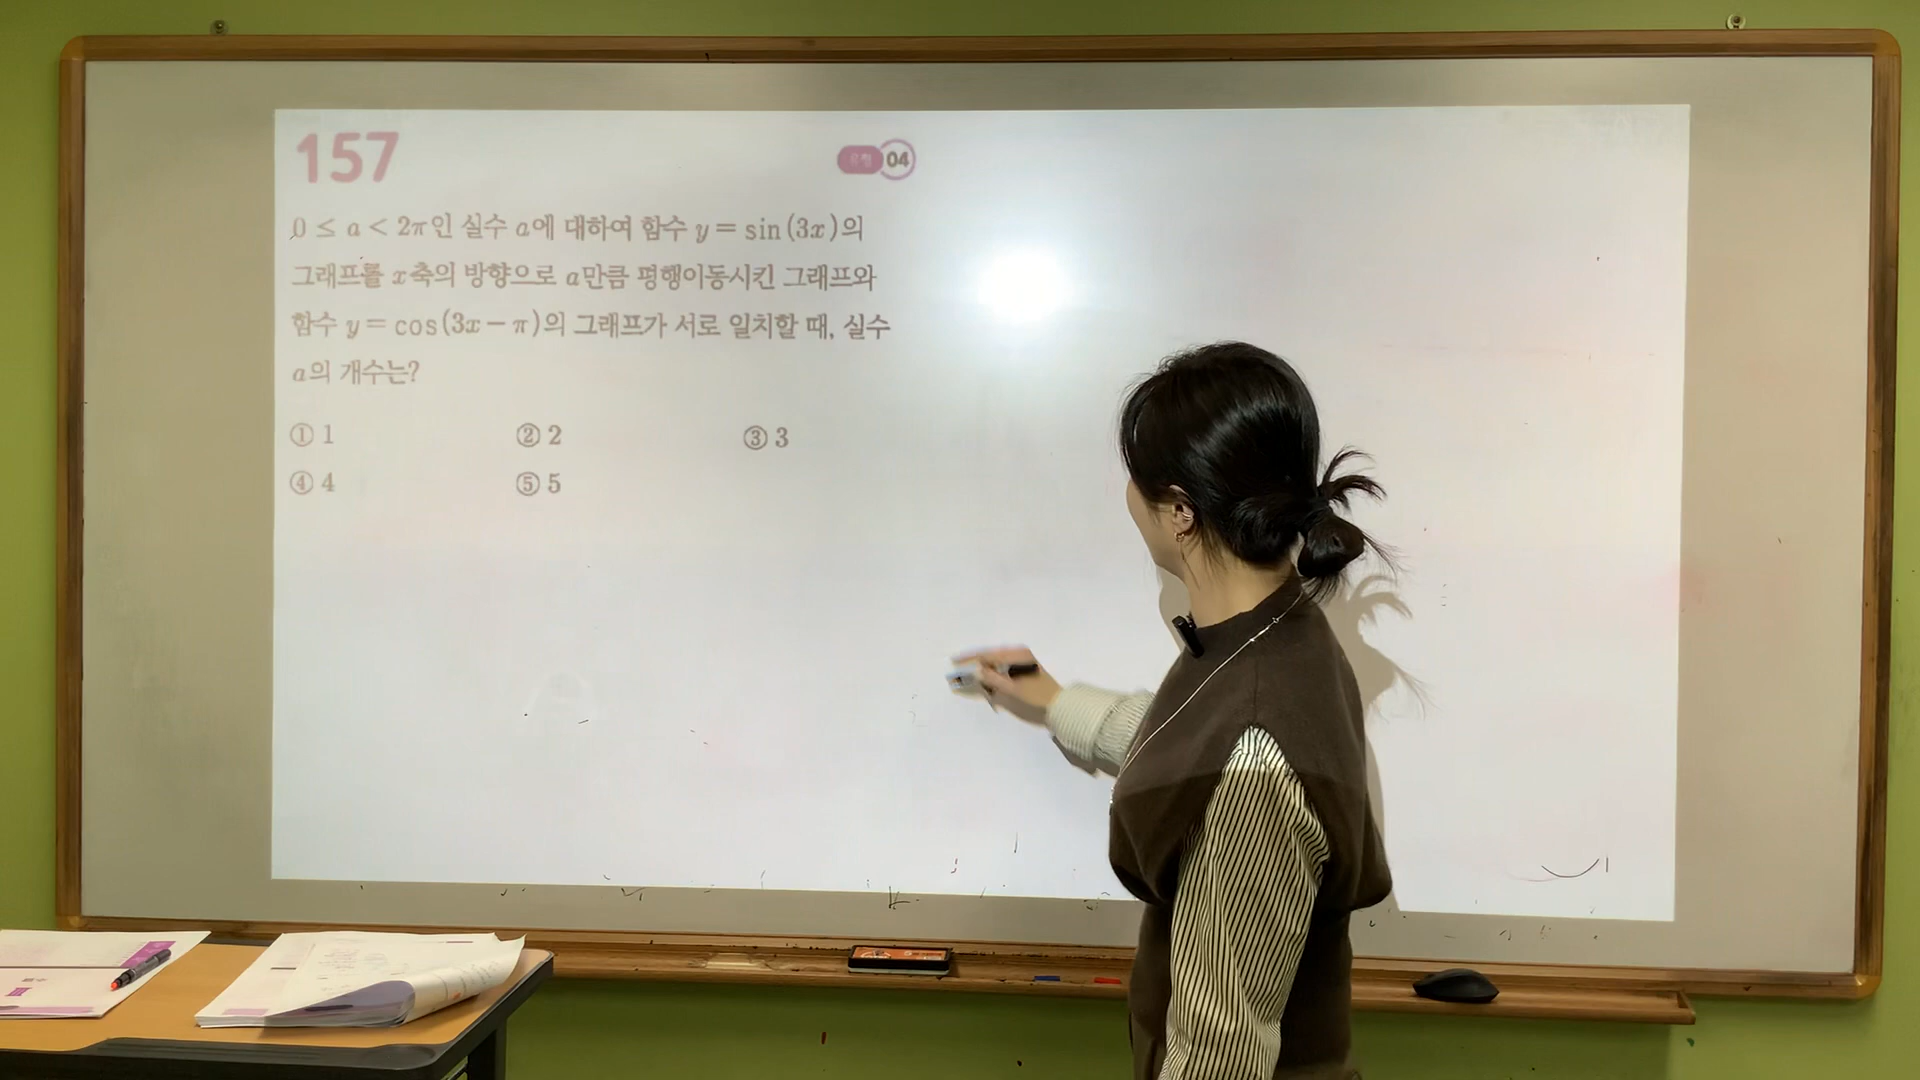 157
유형 04
0 ≤ a < 2π인 실수 a에 대하여 함수 y = sin(3x)의
그래프를 x축의 방향으로 a만큼 평행이동시킨 그래프와
함수 y = cos(3x − π)의 그래프가 서로 일치할 때, 실수
a의 개수는?
① 1 ② 2 ③ 3
④ 4 ⑤ 5